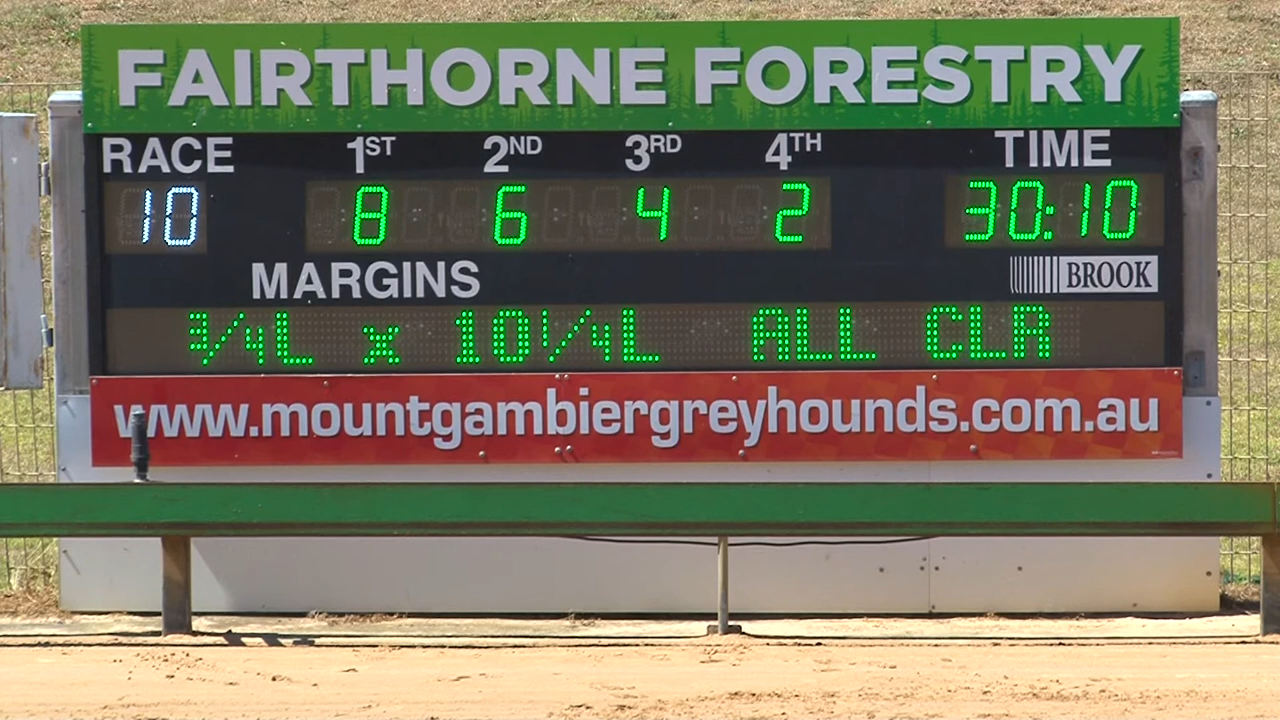 FAIRTHORNE FORESTRY
RACE 1ST 2ND 3RD 4TH TIME
10 8 6 4 2 30:10
MARGINS BROOK
3/4L x 10 1/4L ALL CLR
www.mountgambiergreyhounds.com.au